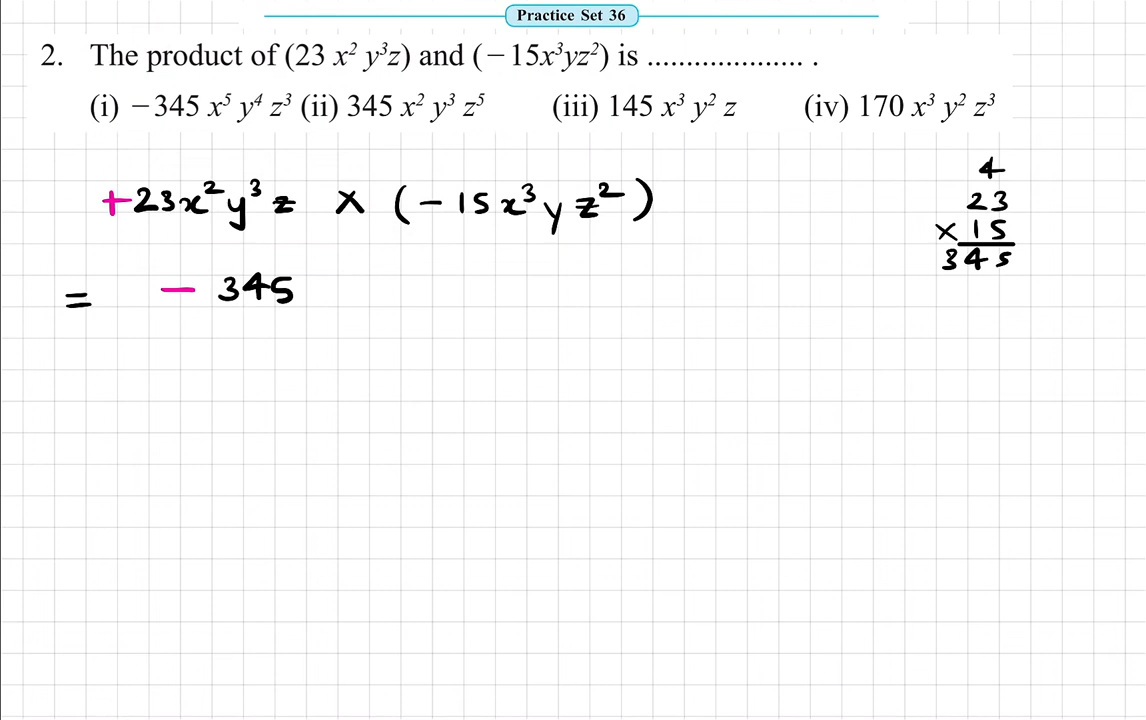 Practice Set 36
2. The product of (23 x² y³z) and (−15x³yz²) is .................... .
(i) −345 x⁵ y⁴ z³ (ii) 345 x² y³ z⁵ (iii) 145 x³ y² z (iv) 170 x³ y² z³
4
+23x²y³z × (−15x³yz²)
23
×15
345
= − 345